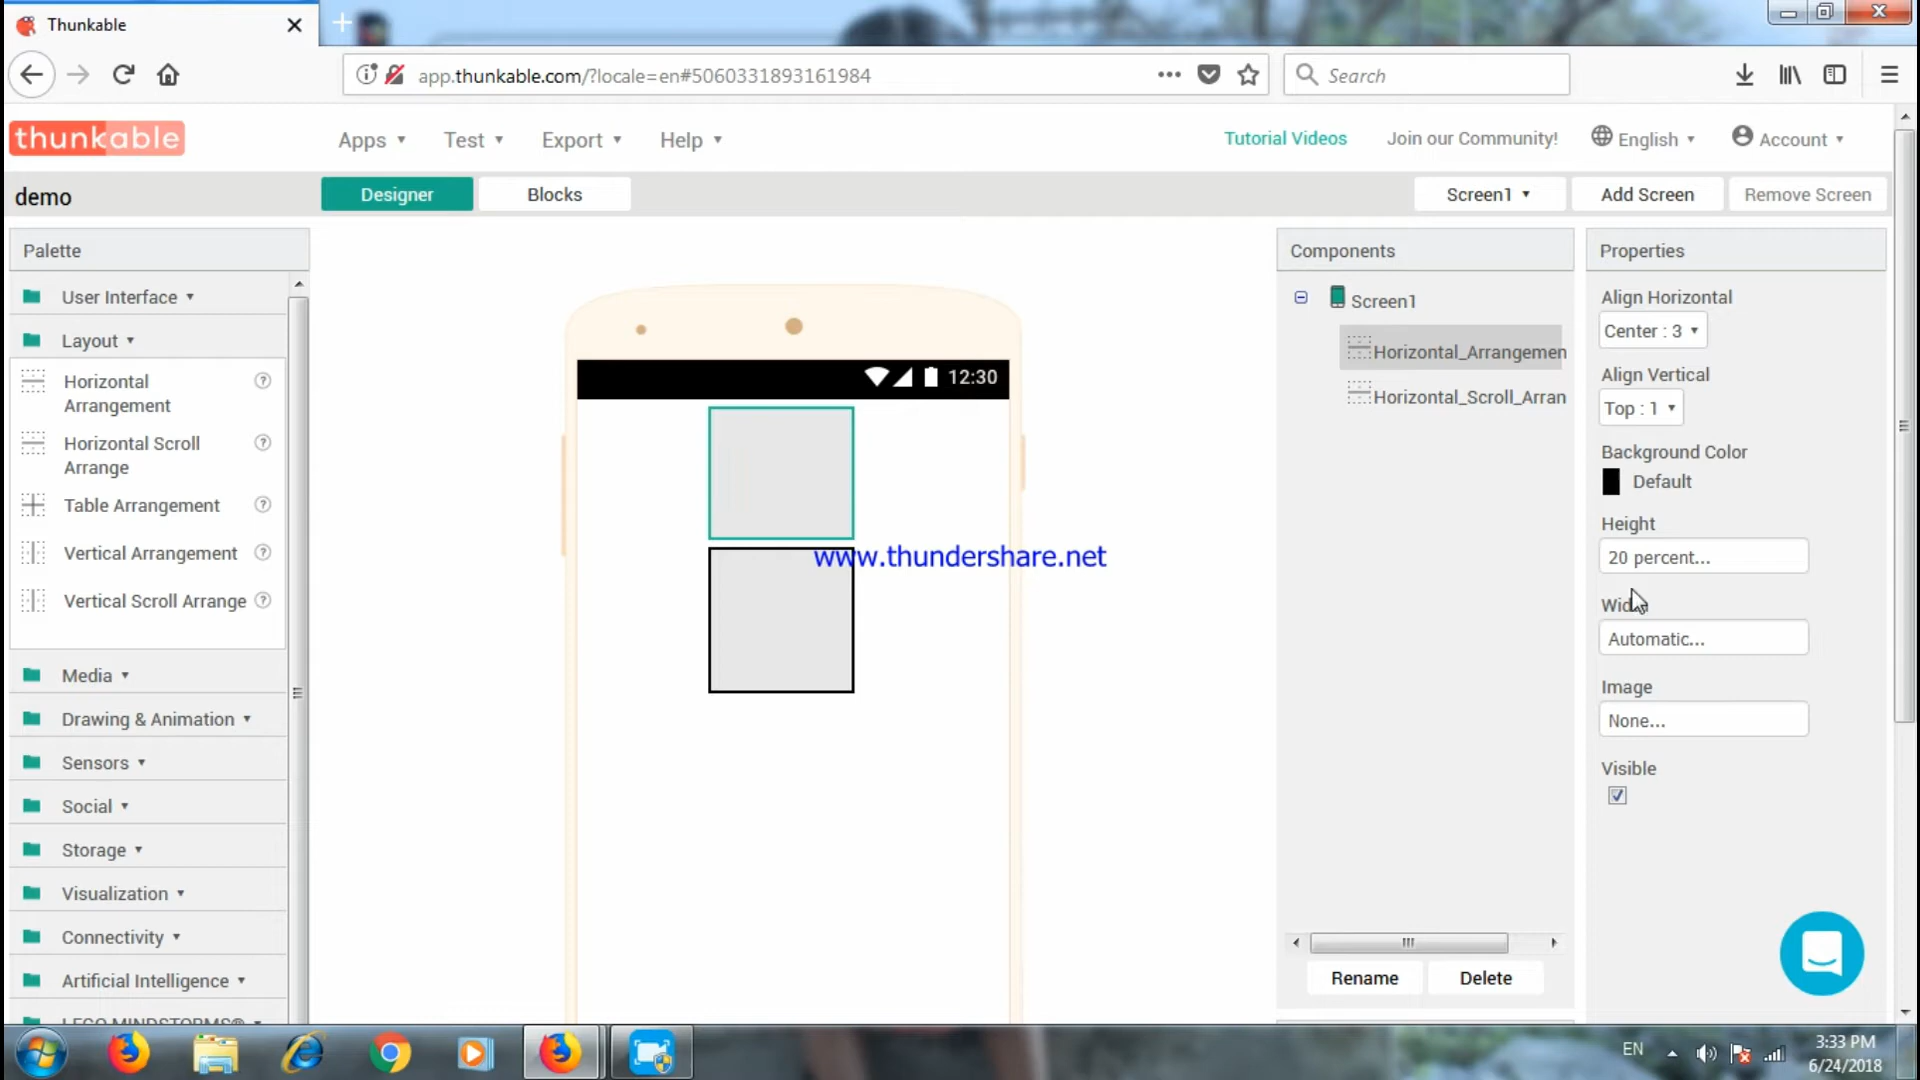 Thunkable
app.thunkable.com/?locale=en#5060331893161984
Search
thunkable
Apps
Test
Export
Help
Tutorial Videos
Join our Community!
English
Account
demo
Designer
Blocks
Screen1
Add Screen
Remove Screen
Palette
User Interface
Layout
Horizontal
Arrangement
Horizontal Scroll
Arrange
Table Arrangement
Vertical Arrangement
Vertical Scroll Arrange
Media
Drawing & Animation
Sensors
Social
Storage
Visualization
Connectivity
Artificial Intelligence
LEGO MINDSTORMS®
12:30
www.thundershare.net
Components
Screen1
Horizontal_Arrangemen
Horizontal_Scroll_Arran
Rename
Delete
Properties
Align Horizontal
Center : 3
Align Vertical
Top : 1
Background Color
Default
Height
20 percent...
Width
Automatic...
Image
None...
Visible
EN
3:33 PM
6/24/2018